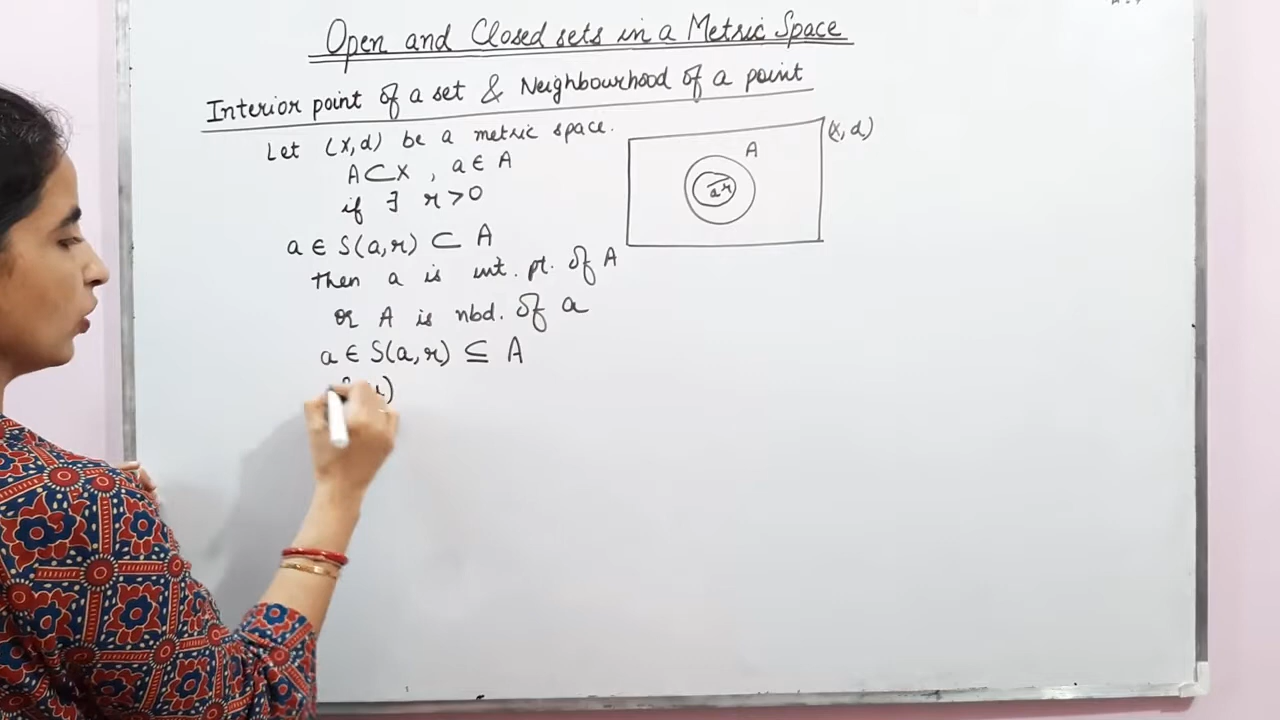 Open and Closed sets in a Metric Space
Interior point of a set & Neighbourhood of a point
Let (X,d) be a metric space.
A⊂X , a∈A
if ∃ r>0
a∈S(a,r) ⊂ A
then a is int. pt. of A
or A is nbd. of a
a∈S(a,r) ⊆ A
A
(X,d)
a r